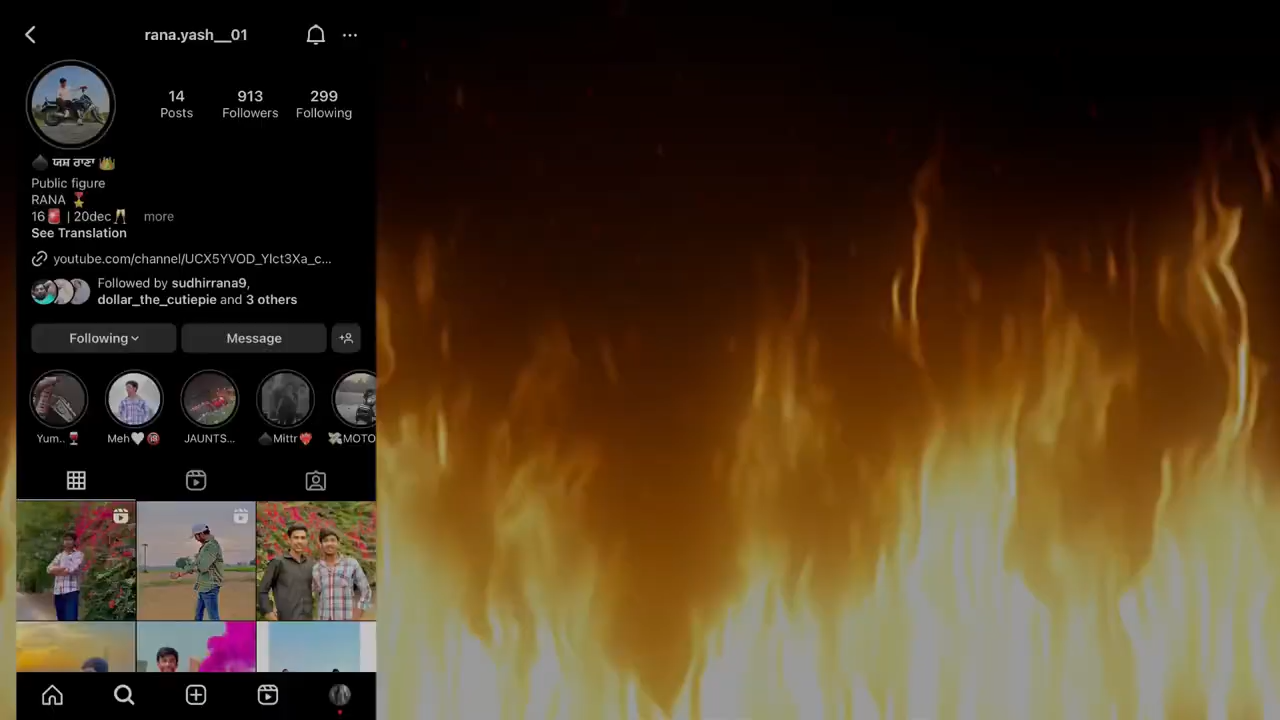 rana.yash__01
14
Posts
913
Followers
299
Following
ਯਸ਼ ਰਾਣਾ
Public figure
RANA 🎖
16🚨 | 20dec🥂 more
See Translation
youtube.com/channel/UCX5YVOD_YIct3Xa_c...
Followed by sudhirrana9,
dollar_the_cutiepie and 3 others
Following
Message
Yum.. 🍷
Meh🤍🔞
JAUNTS...
♠Mittr❤️
💸MOTO